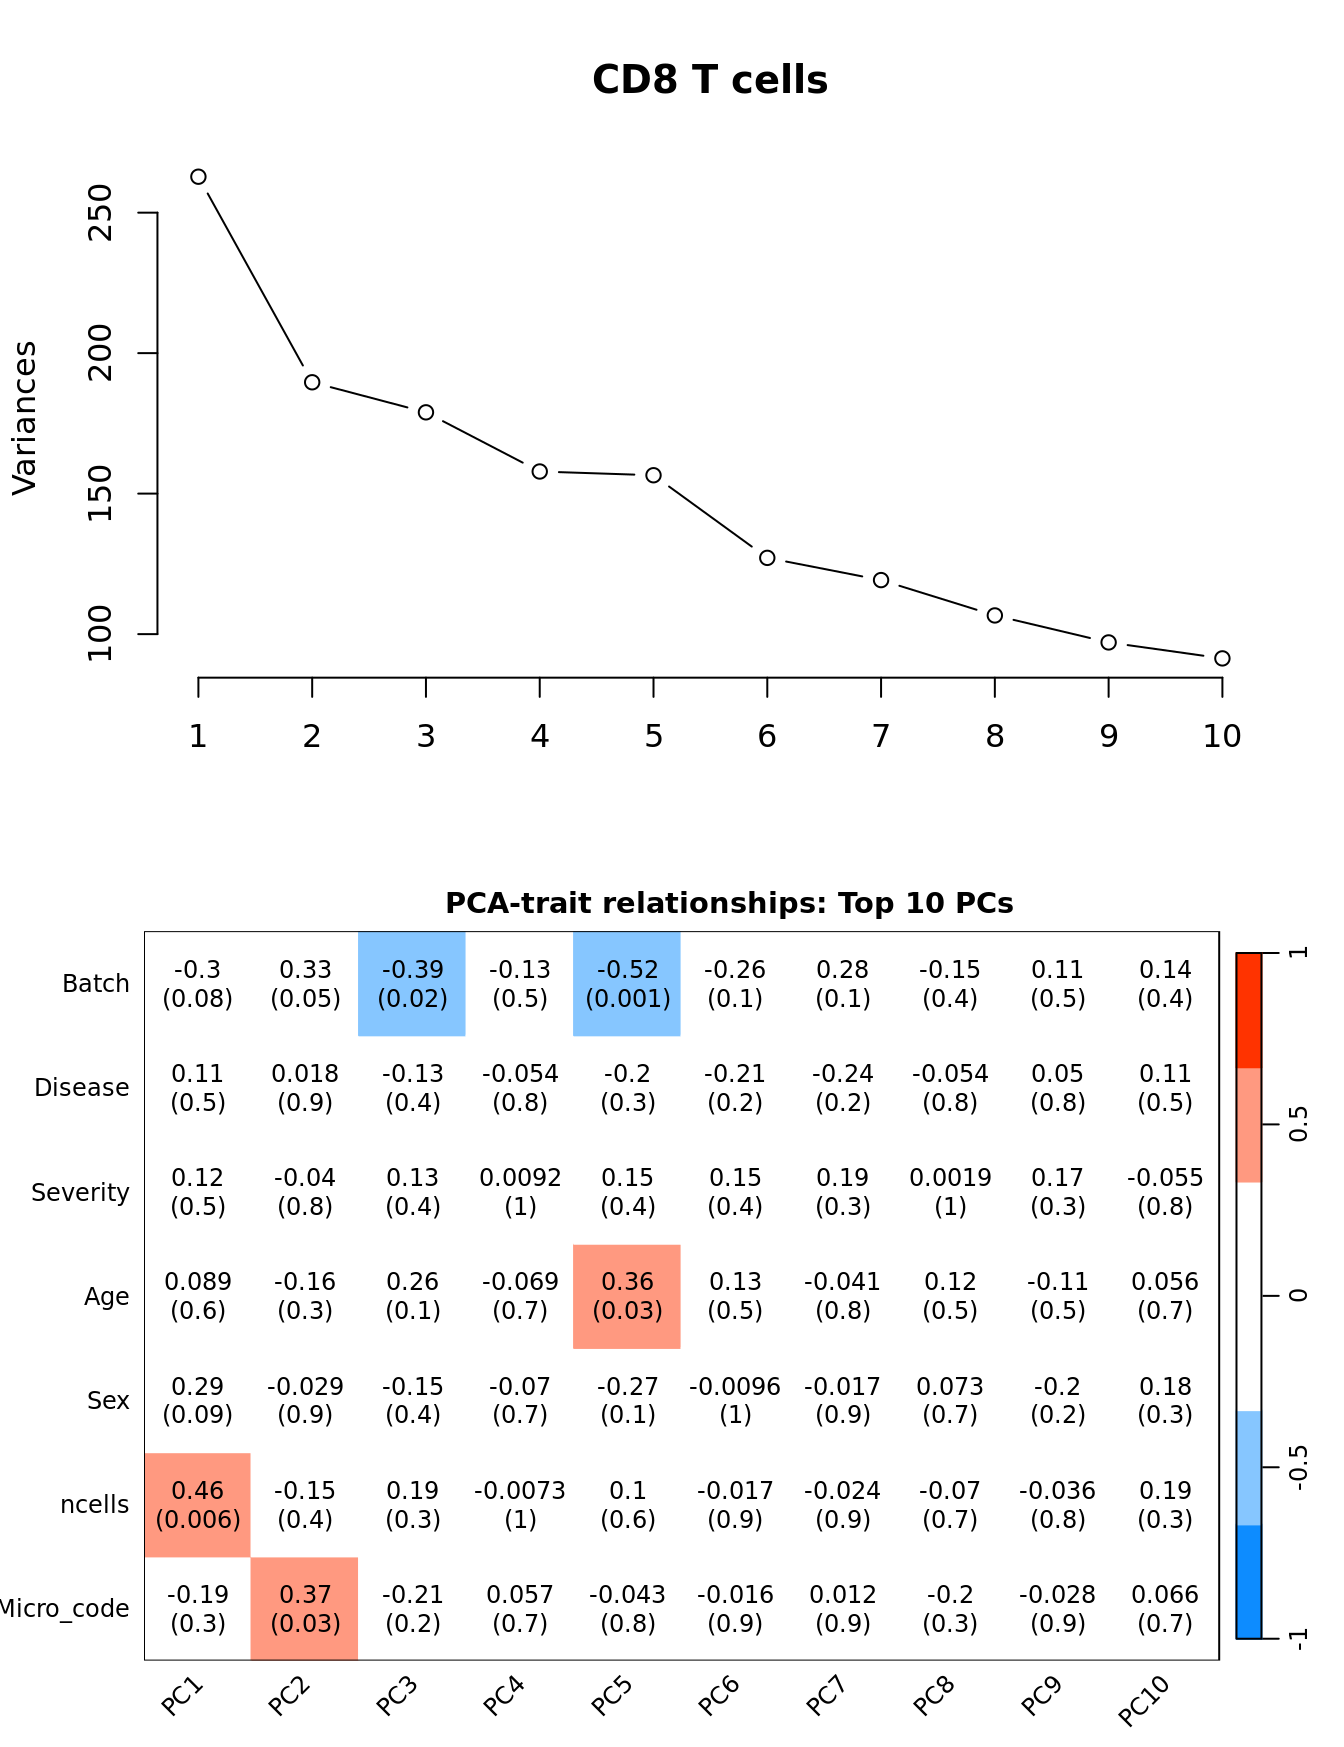 CD8 T cells
Variances
250
200
150
100
1 2 3 4 5 6 7 8 9 10
PCA-trait relationships: Top 10 PCs
Batch -0.3 0.33 -0.39 -0.13 -0.52 -0.26 0.28 -0.15 0.11 0.14
(0.08) (0.05) (0.02) (0.5) (0.001) (0.1) (0.1) (0.4) (0.5) (0.4)
Disease 0.11 0.018 -0.13 -0.054 -0.2 -0.21 -0.24 -0.054 0.05 0.11
(0.5) (0.9) (0.4) (0.8) (0.3) (0.2) (0.2) (0.8) (0.8) (0.5)
Severity 0.12 -0.04 0.13 0.0092 0.15 0.15 0.19 0.0019 0.17 -0.055
(0.5) (0.8) (0.4) (1) (0.4) (0.4) (0.3) (1) (0.3) (0.8)
Age 0.089 -0.16 0.26 -0.069 0.36 0.13 -0.041 0.12 -0.11 0.056
(0.6) (0.3) (0.1) (0.7) (0.03) (0.5) (0.8) (0.5) (0.5) (0.7)
Sex 0.29 -0.029 -0.15 -0.07 -0.27 -0.0096 -0.017 0.073 -0.2 0.18
(0.09) (0.9) (0.4) (0.7) (0.1) (1) (0.9) (0.7) (0.2) (0.3)
ncells 0.46 -0.15 0.19 -0.0073 0.1 -0.017 -0.024 -0.07 -0.036 0.19
(0.006) (0.4) (0.3) (1) (0.6) (0.9) (0.9) (0.7) (0.8) (0.3)
Micro_code -0.19 0.37 -0.21 0.057 -0.043 -0.016 0.012 -0.2 -0.028 0.066
(0.3) (0.03) (0.2) (0.7) (0.8) (0.9) (0.9) (0.3) (0.9) (0.7)
PC1 PC2 PC3 PC4 PC5 PC6 PC7 PC8 PC9 PC10
1
0.5
0
-0.5
-1